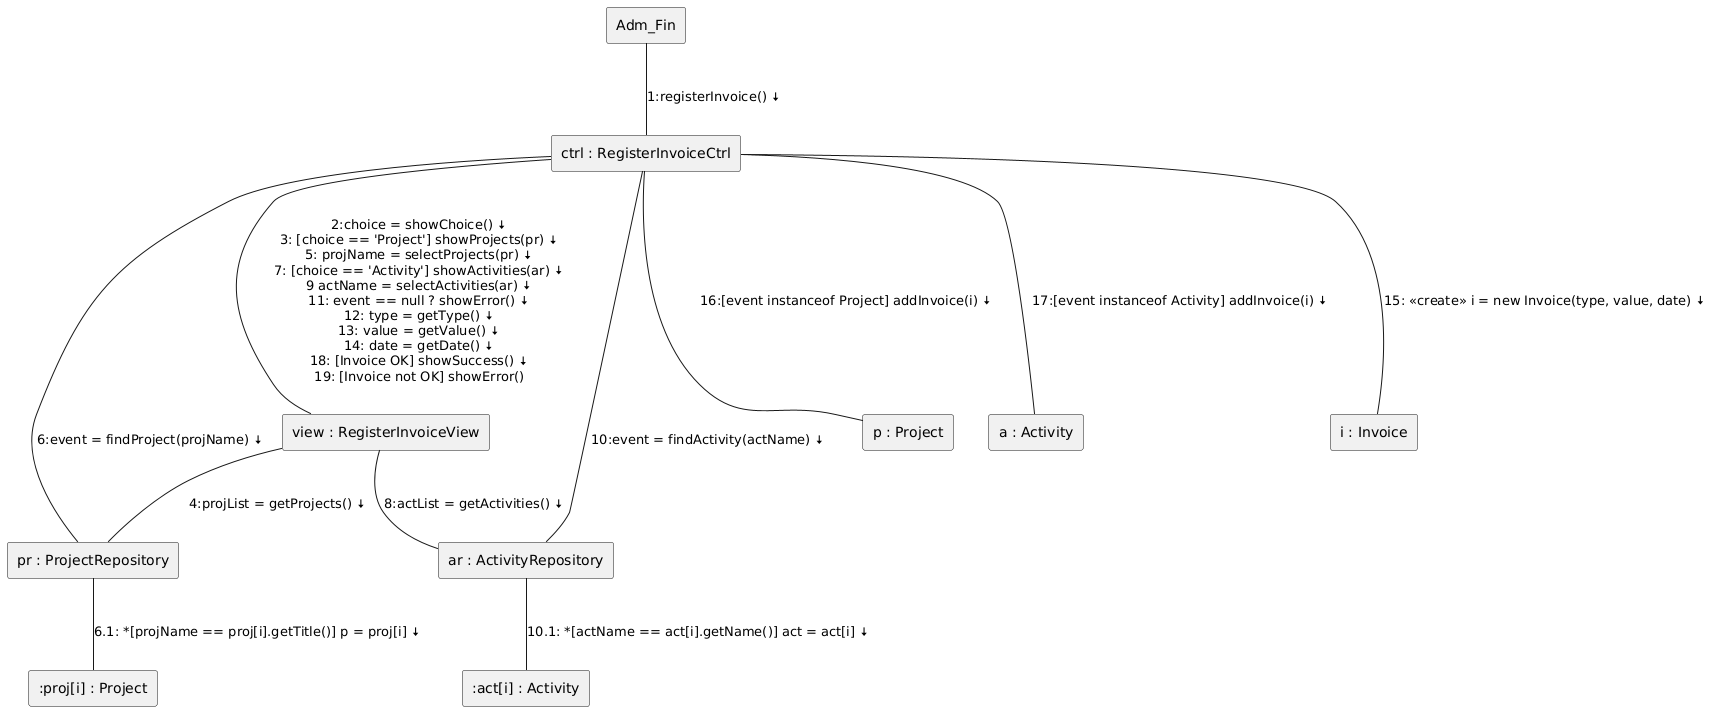 Adm_Fin
1:registerInvoice() ↓
ctrl : RegisterInvoiceCtrl
2:choice = showChoice() ↓
3: [choice == 'Project'] showProjects(pr) ↓
5: projName = selectProjects(pr) ↓
7: [choice == 'Activity'] showActivities(ar) ↓
9 actName = selectActivities(ar) ↓
11: event == null ? showError() ↓
12: type = getType() ↓
13: value = getValue() ↓
14: date = getDate() ↓
18: [Invoice OK] showSuccess() ↓
19: [Invoice not OK] showError()
16:[event instanceof Project] addInvoice(i) ↓
17:[event instanceof Activity] addInvoice(i) ↓
15: «create» i = new Invoice(type, value, date) ↓
view : RegisterInvoiceView
p : Project
a : Activity
i : Invoice
6:event = findProject(projName) ↓
10:event = findActivity(actName) ↓
4:projList = getProjects() ↓
8:actList = getActivities() ↓
pr : ProjectRepository
ar : ActivityRepository
6.1: *[projName == proj[i].getTitle()] p = proj[i] ↓
10.1: *[actName == act[i].getName()] act = act[i] ↓
:proj[i] : Project
:act[i] : Activity